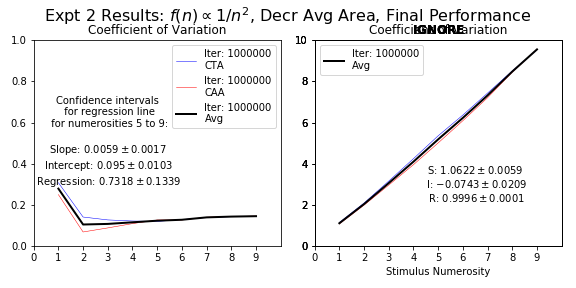 Expt 2 Results: f(n) ∝ 1/n², Decr Avg Area, Final Performance
Coefficient of Variation
1.0
0.8
0.6
0.4
0.2
0.0
Iter: 1000000
CTA
Iter: 1000000
CAA
Iter: 1000000
Avg
Confidence intervals
for regression line
for numerosities 5 to 9:
Slope: 0.0059 ± 0.0017
Intercept: 0.095 ± 0.0103
Regression: 0.7318 ± 0.1339
0 1 2 3 4 5 6 7 8 9
Coefficient of Variation
IGNORE
10
8
6
4
2
0
Iter: 1000000
Avg
S: 1.0622 ± 0.0059
I: −0.0743 ± 0.0209
R: 0.9996 ± 0.0001
0 1 2 3 4 5 6 7 8 9
Stimulus Numerosity